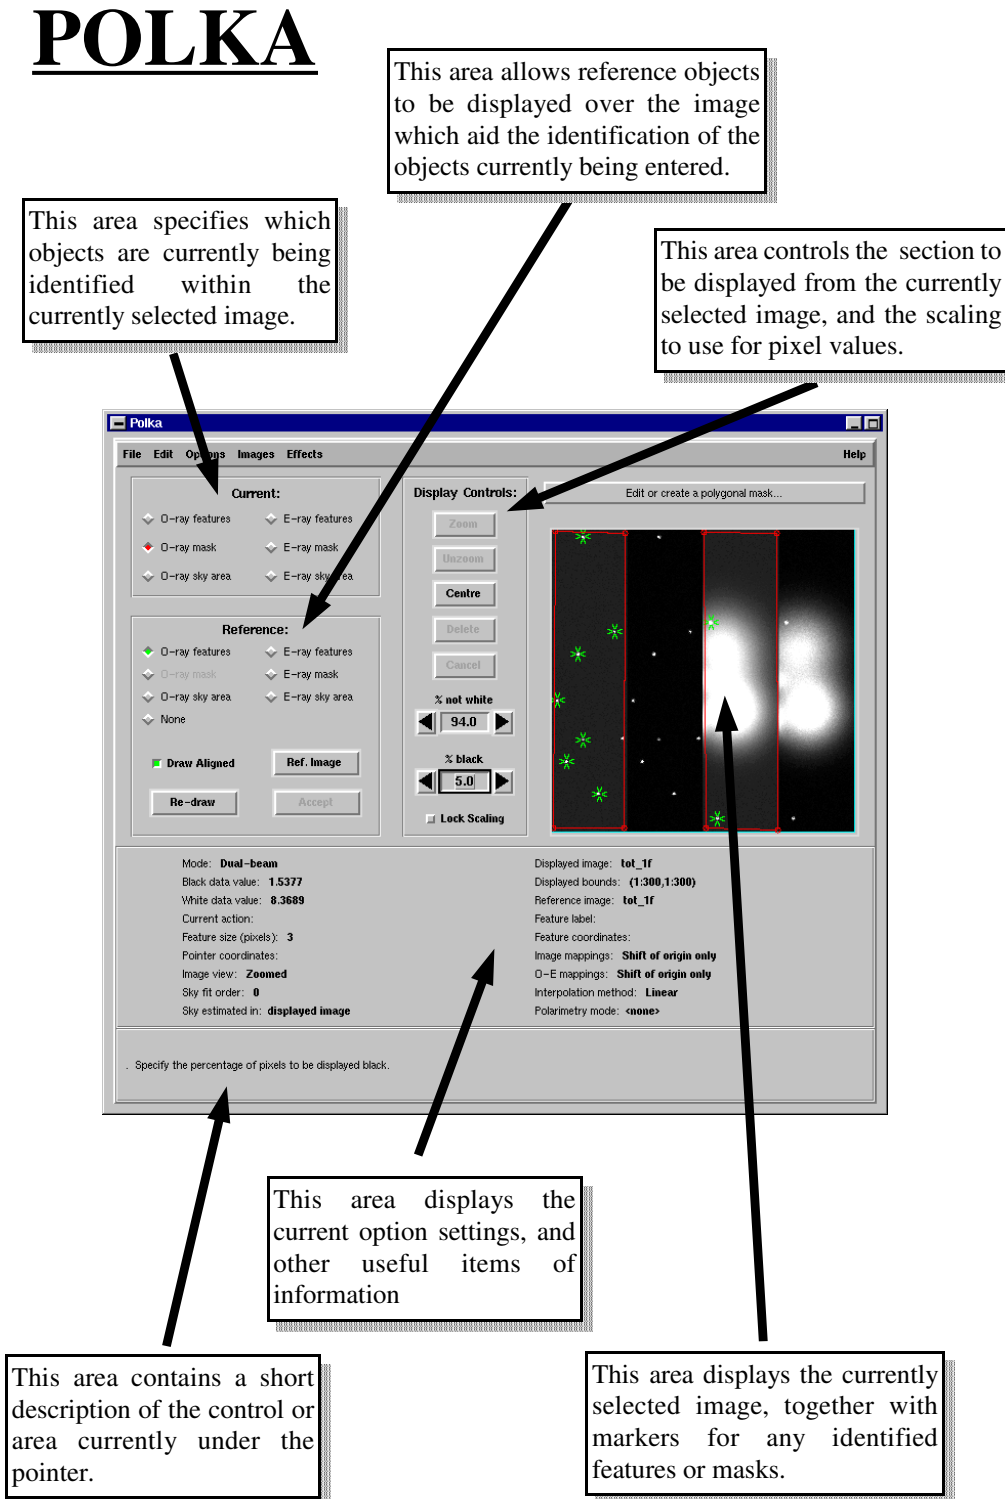 POLKA
This area allows reference objects
to be displayed over the image
which aid the identification of the
objects currently being entered.
This area specifies which
objects are currently being
identified within the
currently selected image.
This area controls the section to
be displayed from the currently
selected image, and the scaling
to use for pixel values.
Polka
File Edit Options Images Effects Help
Current:
O-ray features E-ray features
O-ray mask E-ray mask
O-ray sky area E-ray sky area
Reference:
O-ray features E-ray features
O-ray mask E-ray mask
O-ray sky area E-ray sky area
None
Draw Aligned Ref. Image
Re-draw Accept
Display Controls:
Zoom
Unzoom
Centre
Delete
Cancel
% not white
94.0
% black
5.0
Lock Scaling
Edit or create a polygonal mask...
Mode: Dual-beam
Black data value: 1.5377
White data value: 8.3689
Current action:
Feature size (pixels): 3
Pointer coordinates:
Image view: Zoomed
Sky fit order: 0
Sky estimated in: displayed image
Displayed image: tot_1f
Displayed bounds: (1:300,1:300)
Reference image: tot_1f
Feature label:
Feature coordinates:
Image mappings: Shift of origin only
O-E mappings: Shift of origin only
Interpolation method: Linear
Polarimetry mode: <none>
. Specify the percentage of pixels to be displayed black.
This area displays the
current option settings, and
other useful items of
information
This area contains a short
description of the control or
area currently under the
pointer.
This area displays the currently
selected image, together with
markers for any identified
features or masks.